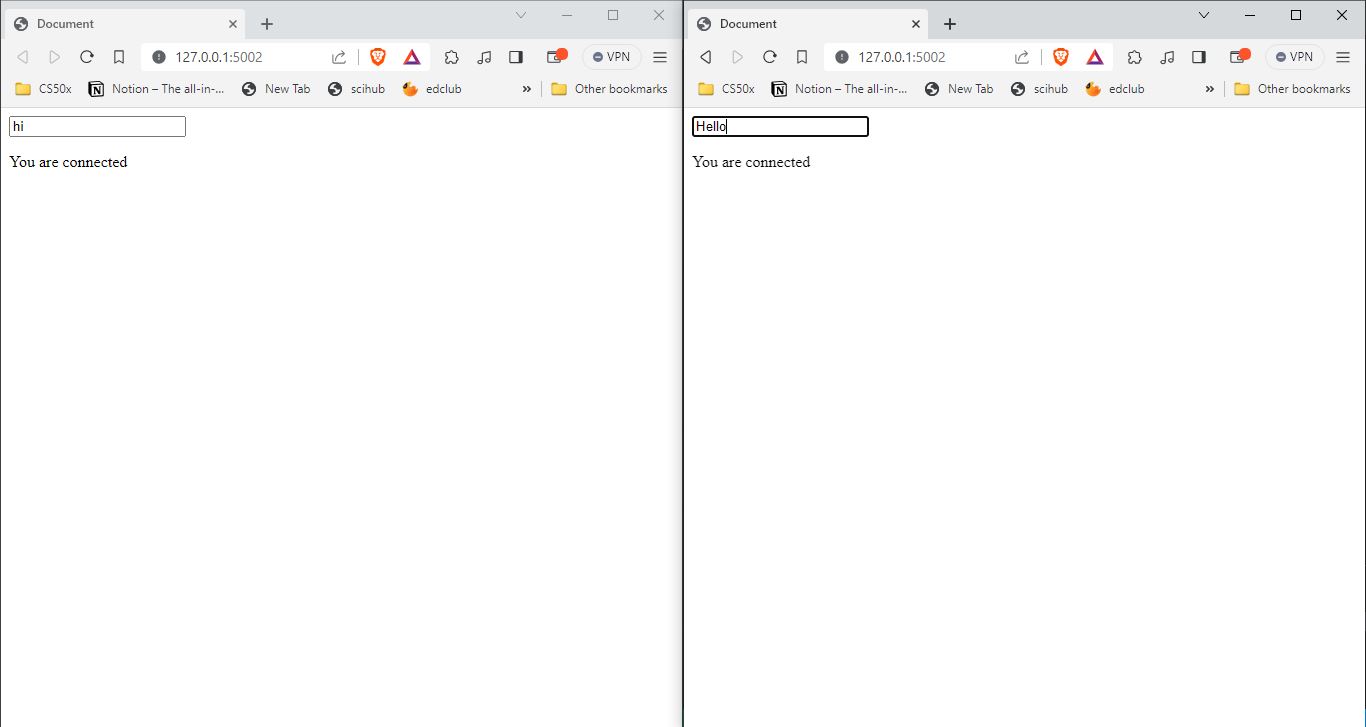 Document
127.0.0.1:5002
VPN
CS50x
Notion – The all-in-...
New Tab
scihub
edclub
»
Other bookmarks
hi
You are connected
Document
127.0.0.1:5002
VPN
CS50x
Notion – The all-in-...
New Tab
scihub
edclub
»
Other bookmarks
Hello
You are connected